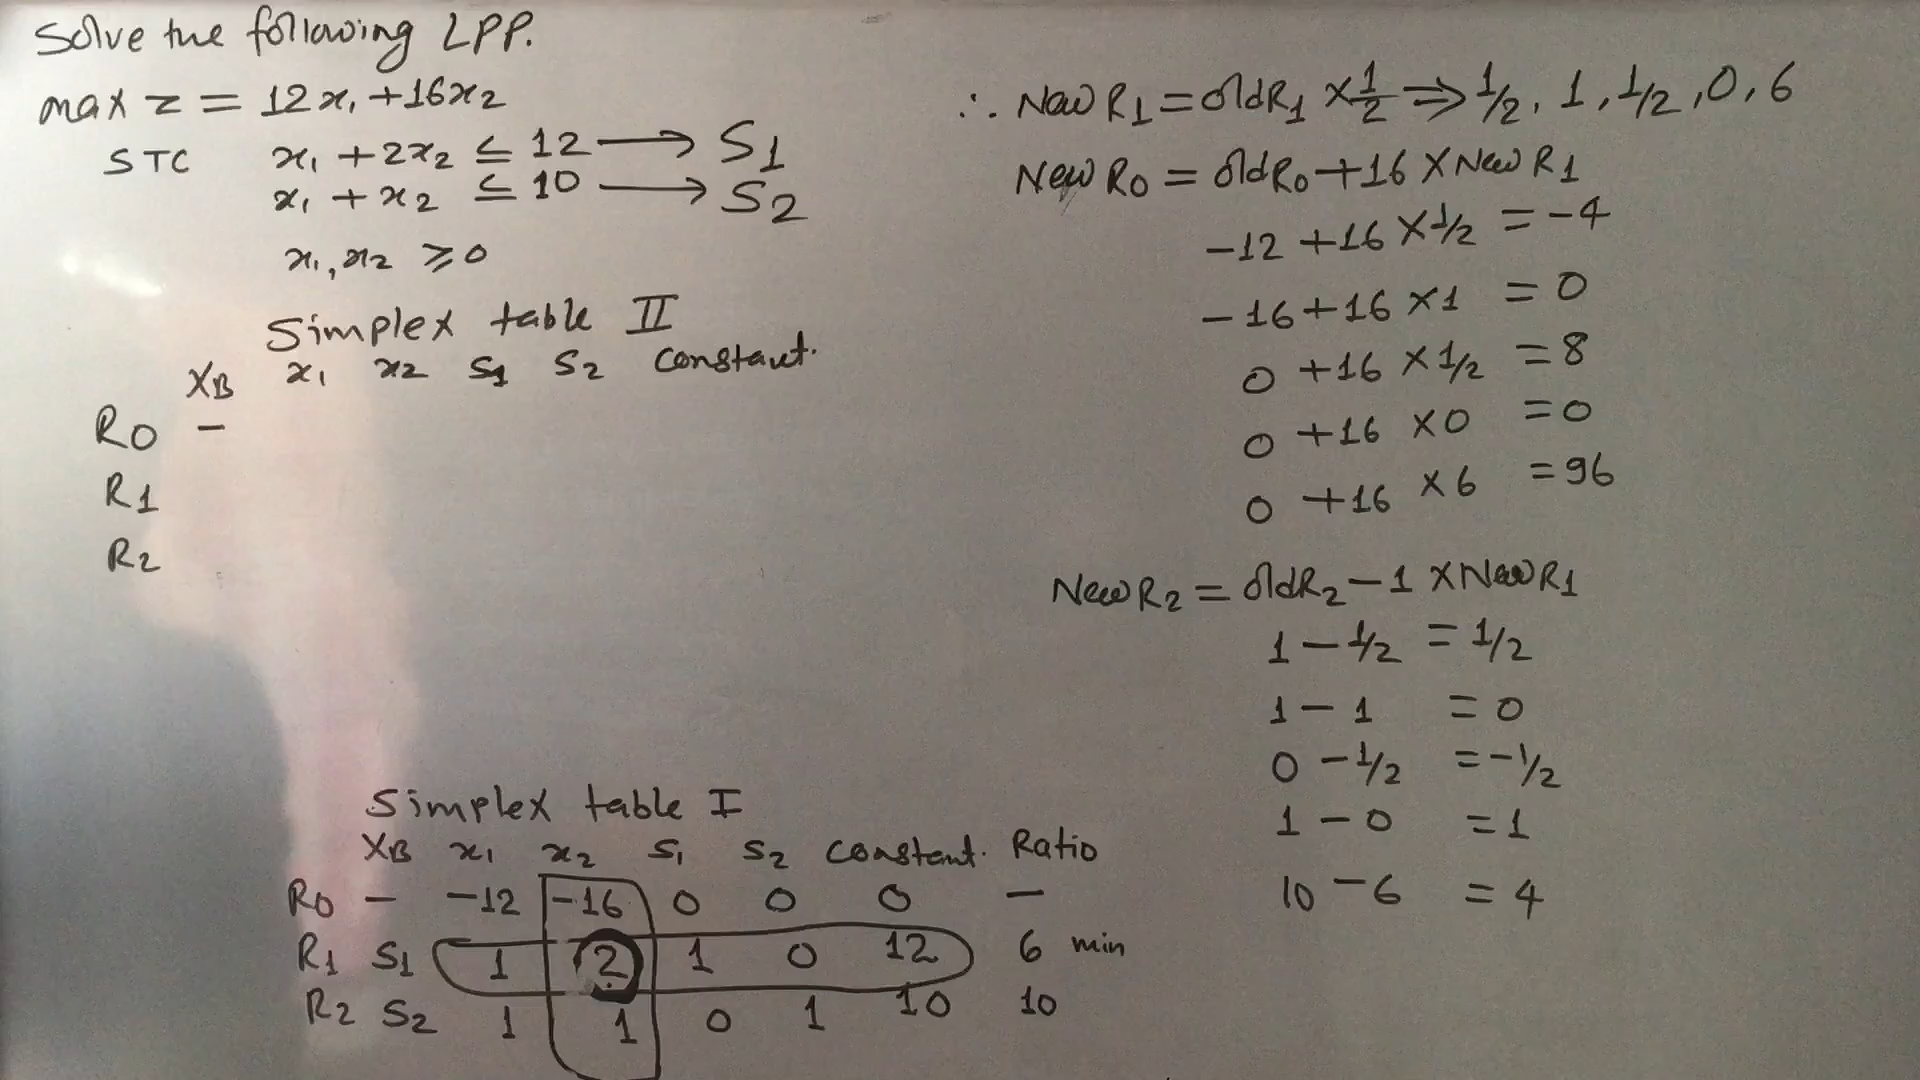 Solve the following LPP.
max z = 12x₁ + 16x₂
STC x₁ + 2x₂ ≤ 12 → S1
x₁ + x₂ ≤ 10 → S2
x₁, x₂ ≥ 0
Simplex table II
XB x₁ x₂ S1 S2 constant.
R0 –
R1
R2
Simplex table I
XB x₁ x₂ S₁ S₂ constant. Ratio
R0 – -12 -16 0 0 0 –
R1 S1 1 2 1 0 12 6 min
R2 S2 1 1 0 1 10 10
∴ New R1 = old R1 × 1/2 ⇒ 1/2, 1, 1/2, 0, 6
New R0 = old R0 + 16 × New R1
-12 + 16 × 1/2 = -4
-16 + 16 × 1 = 0
0 + 16 × 1/2 = 8
0 + 16 × 0 = 0
0 + 16 × 6 = 96
New R2 = old R2 - 1 × New R1
1 - 1/2 = 1/2
1 - 1 = 0
0 - 1/2 = -1/2
1 - 0 = 1
10 - 6 = 4